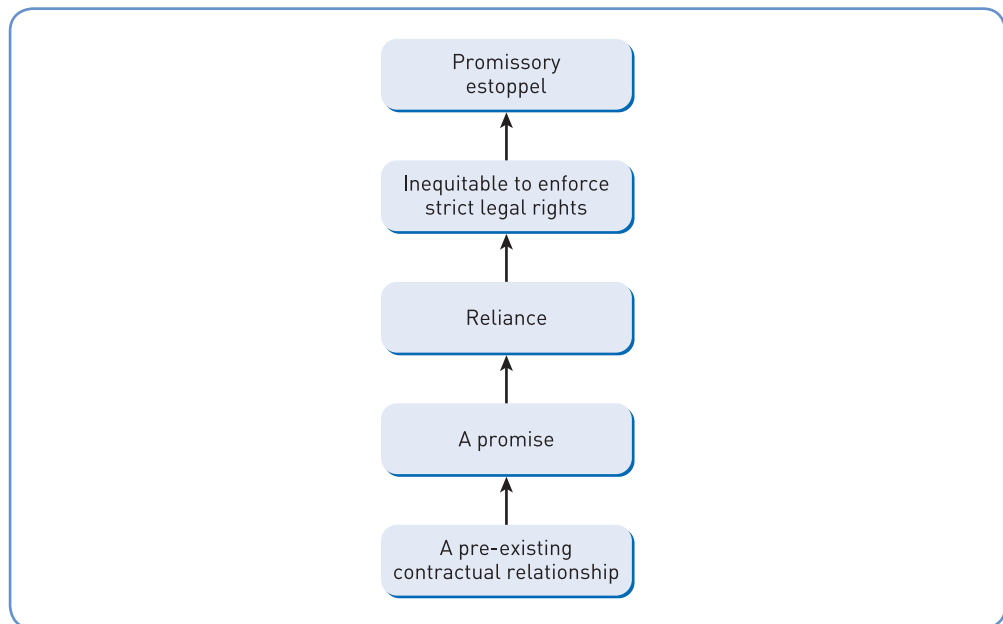 Promissory
estoppel
Inequitable to enforce
strict legal rights
Reliance
A promise
A pre-existing
contractual relationship